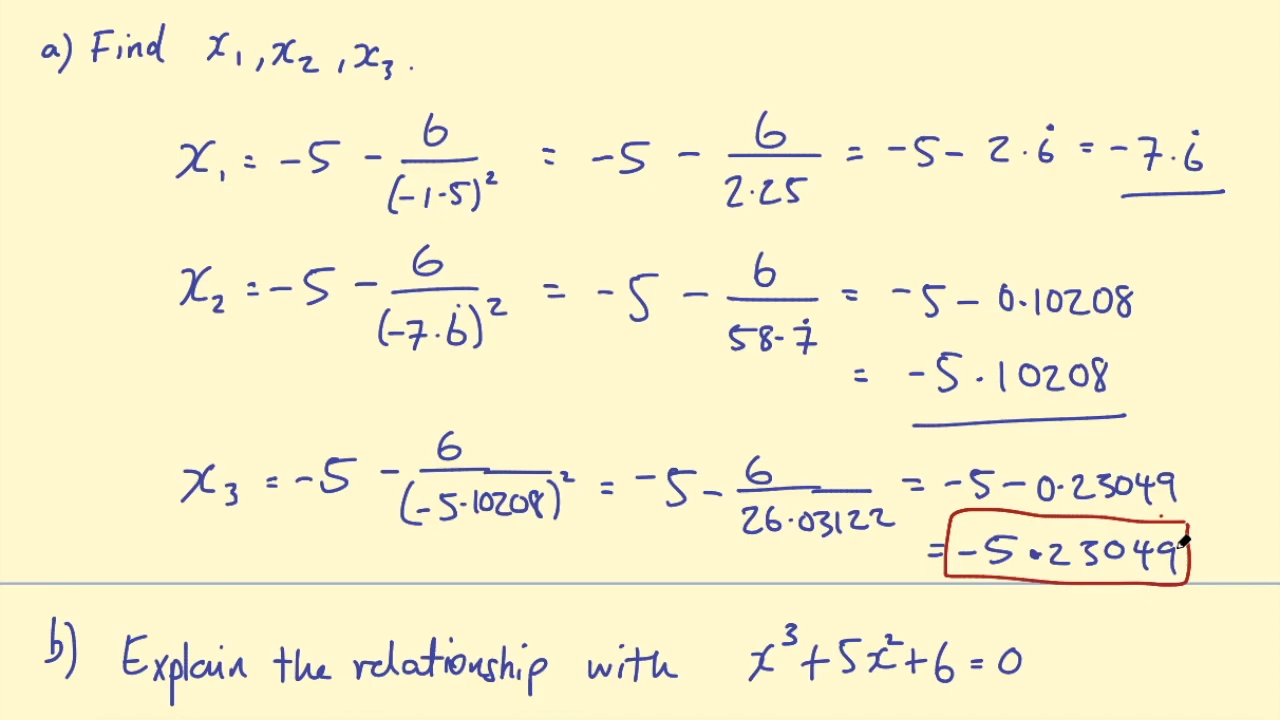 a) Find x₁, x₂, x₃.
x₁ = -5 - 6/(-1·5)² = -5 - 6/2·25 = -5 - 2·6̇ = -7·6̇
x₂ = -5 - 6/(-7·6̇)² = -5 - 6/58·7̇ = -5 - 0·10208
= -5·10208
x₃ = -5 - 6/(-5·10208)² = -5 - 6/26·03122 = -5 - 0·23049
= -5·23049
b) Explain the relationship with x³+5x²+6=0